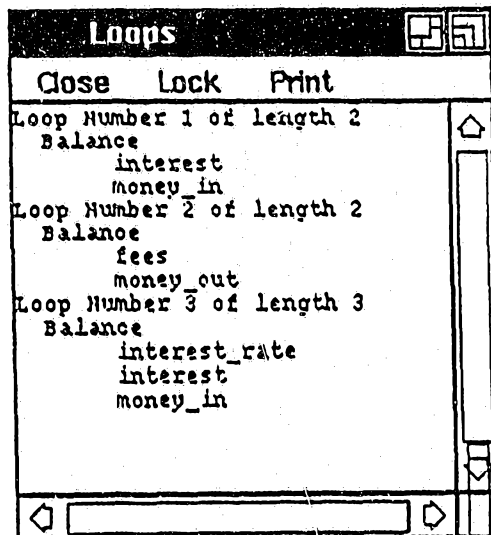 Loops
Close Lock Print
Loop Number 1 of length 2
Balance
interest
money_in
Loop Number 2 of length 2
Balance
fees
money_out
Loop Number 3 of length 3
Balance
interest_rate
interest
money_in